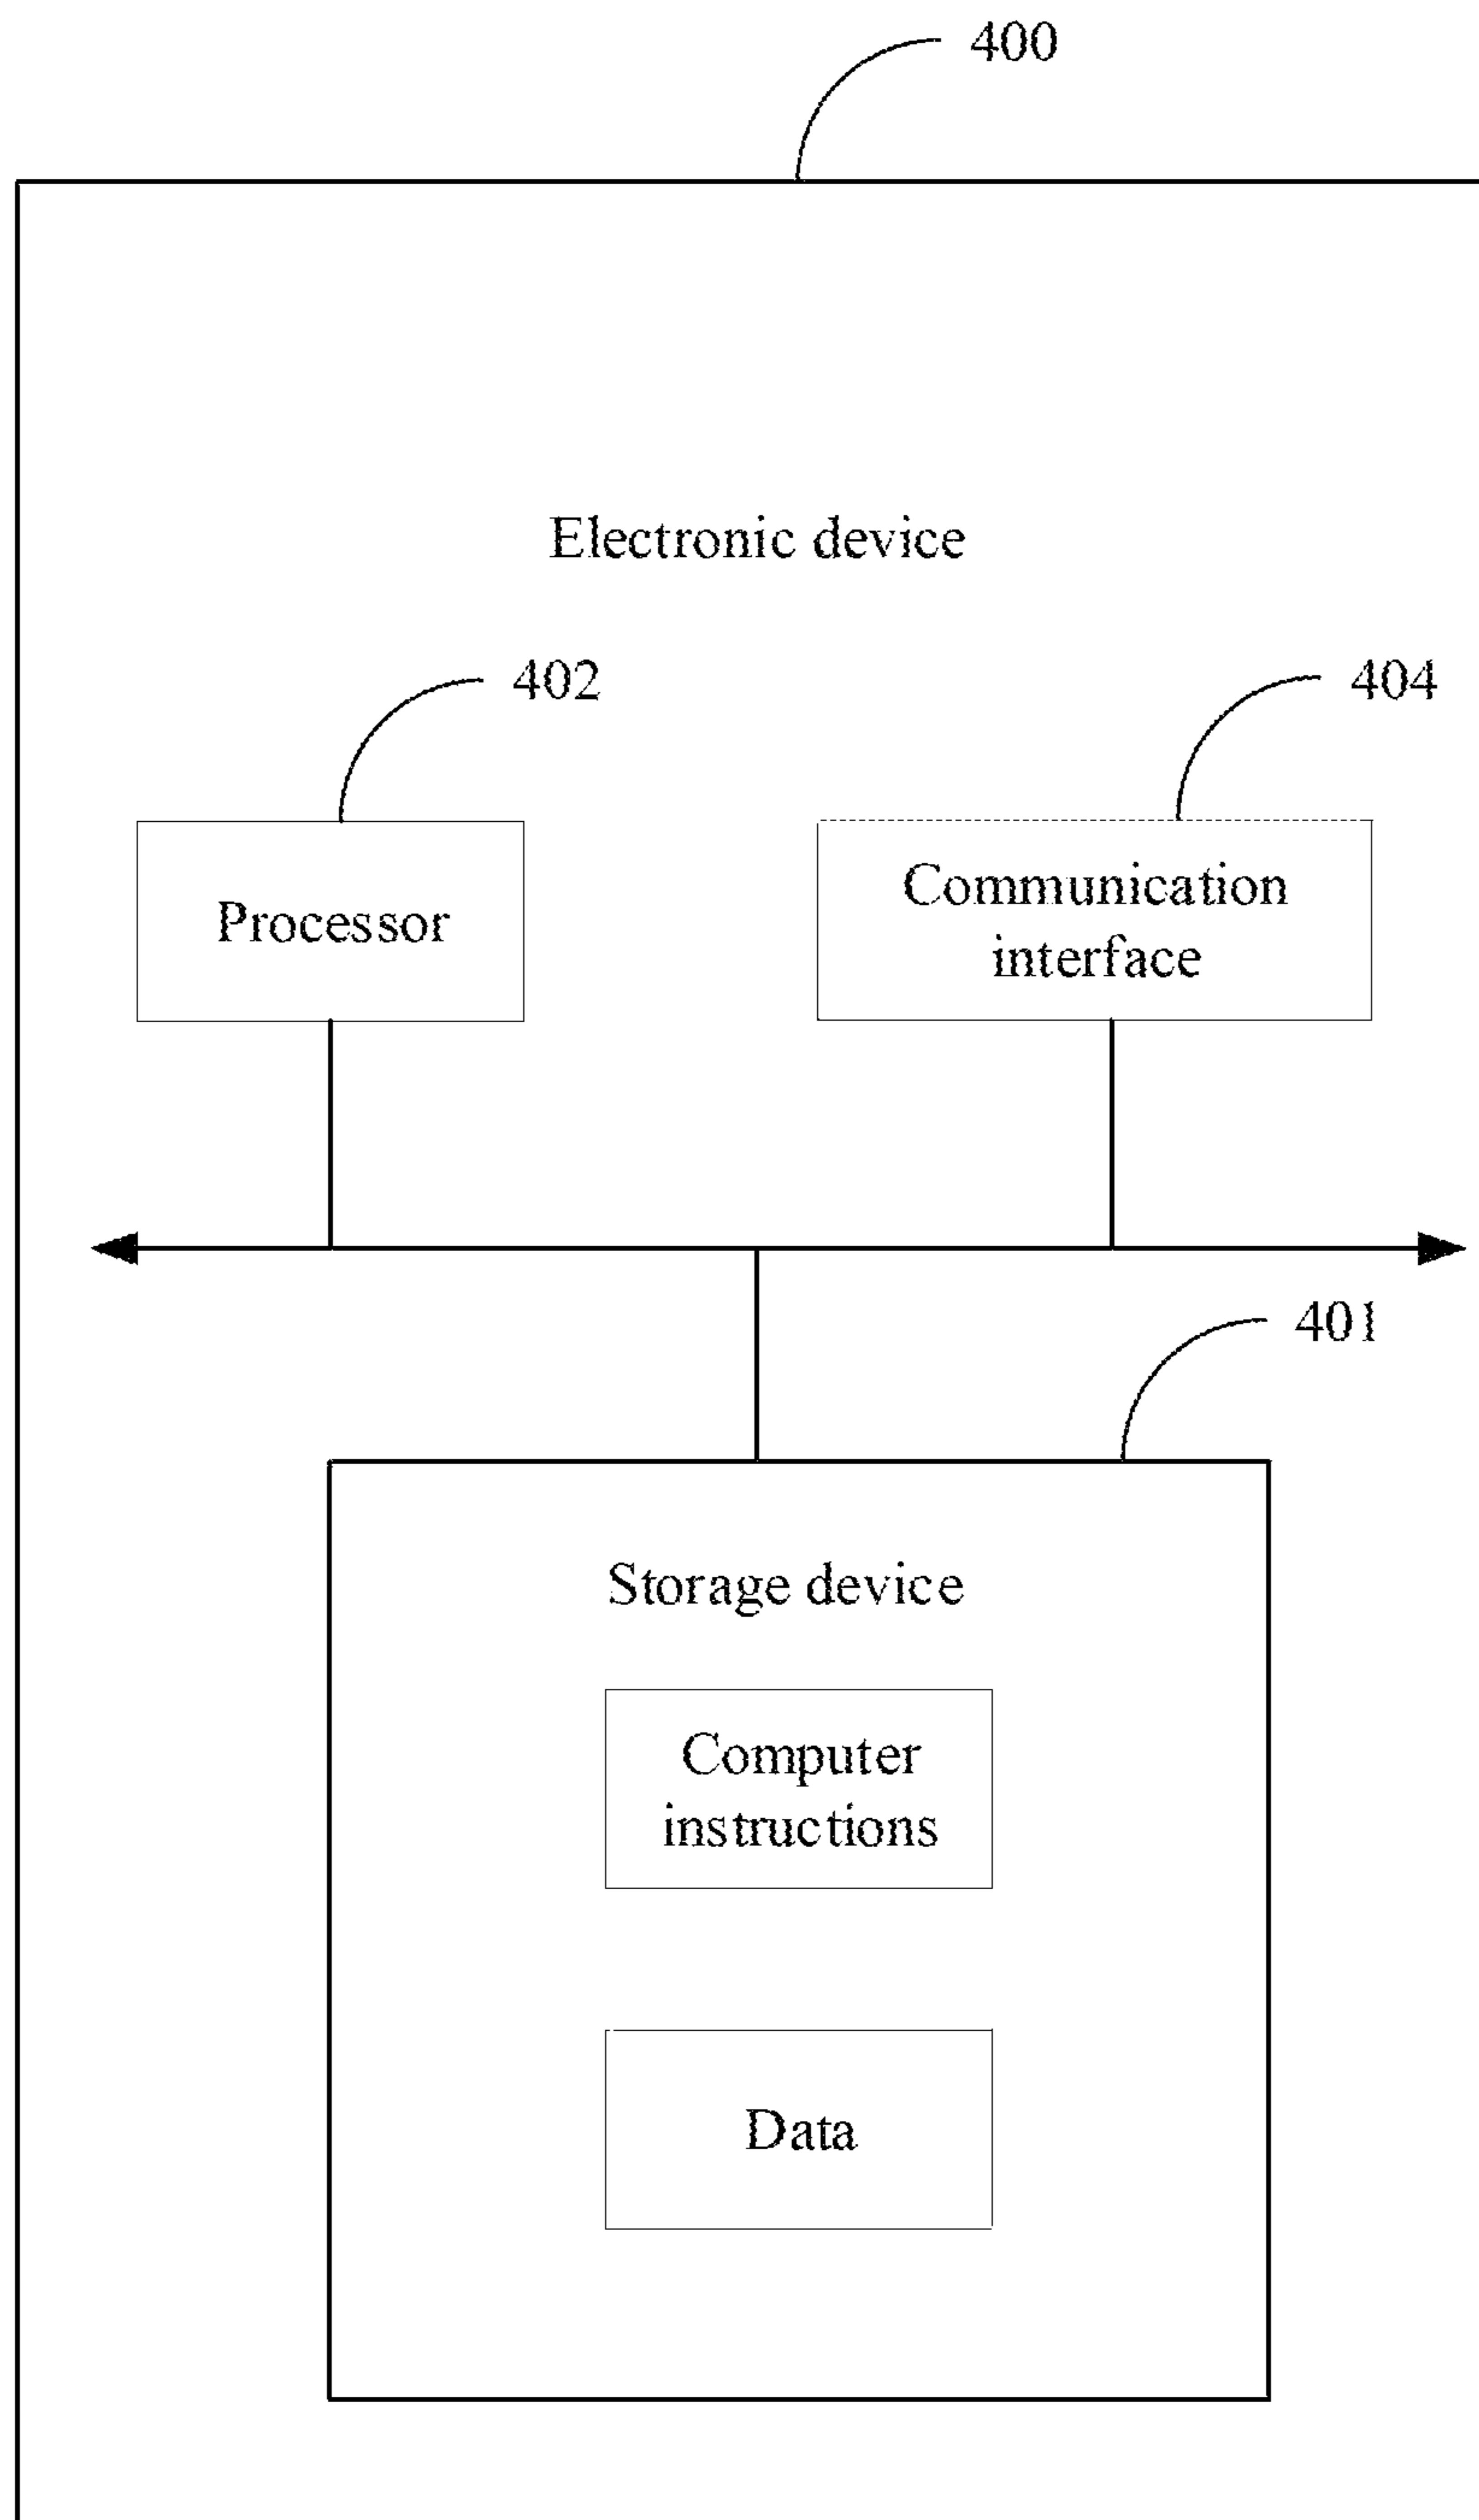 400
Electronic device
402
404
Processor
Communication
interface
401
Storage device
Computer
instructions
Data